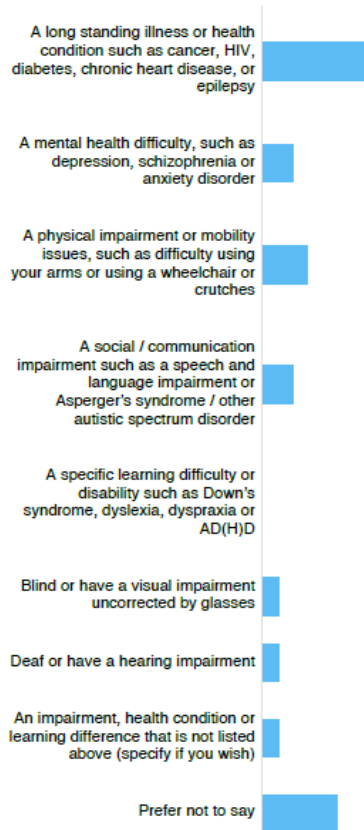 A long standing illness or health
condition such as cancer, HIV,
diabetes, chronic heart disease, or
epilepsy
A mental health difficulty, such as
depression, schizophrenia or
anxiety disorder
A physical impairment or mobility
issues, such as difficulty using
your arms or using a wheelchair or
crutches
A social / communication
impairment such as a speech and
language impairment or
Asperger's syndrome / other
autistic spectrum disorder
A specific learning difficulty or
disability such as Down's
syndrome, dyslexia, dyspraxia or
AD(H)D
Blind or have a visual impairment
uncorrected by glasses
Deaf or have a hearing impairment
An impairment, health condition or
learning difference that is not listed
above (specify if you wish)
Prefer not to say